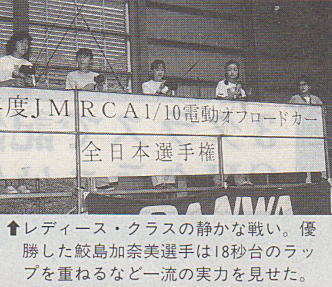 年度JMRCA1/10電動オフロードカー
全日本選手権
⬆レディース・クラスの静かな戦い。優
勝した鮫島加奈美選手は18秒台のラッ
プを重ねるなど一流の実力を見せた。